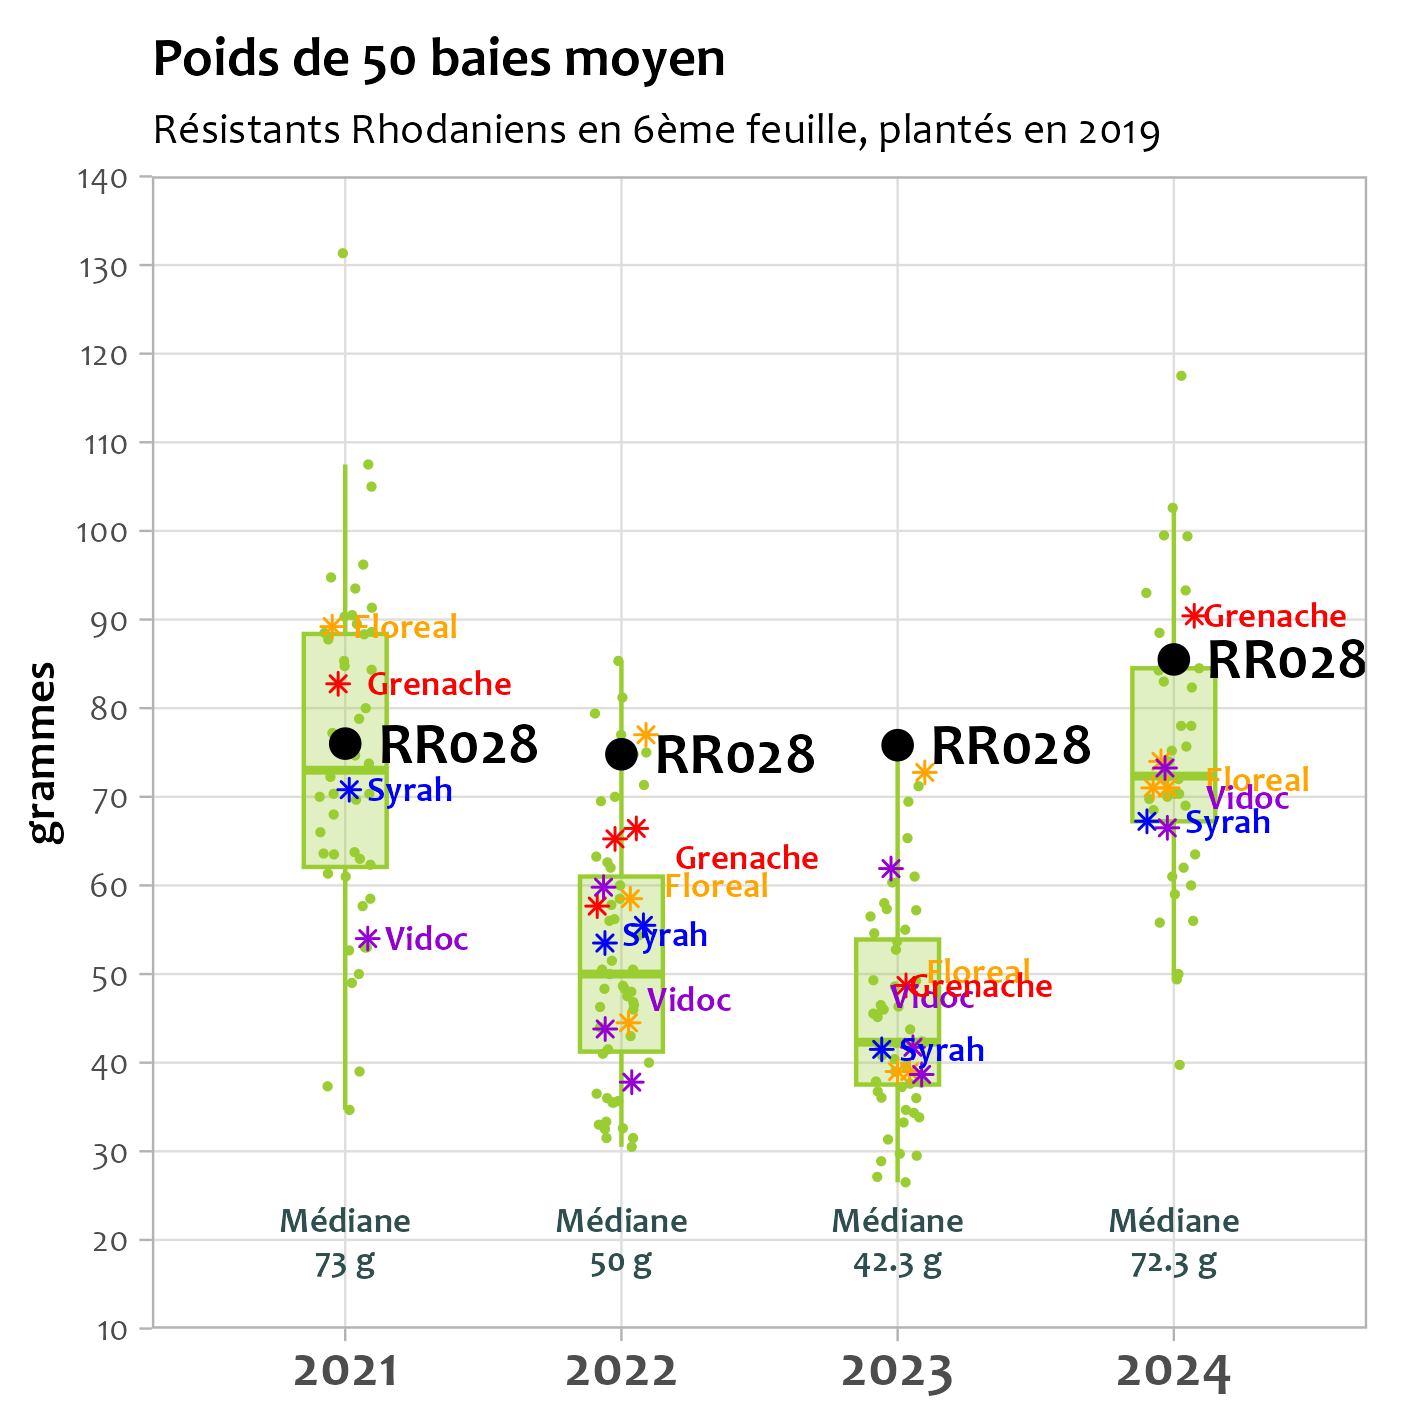 Poids de 50 baies moyen
Résistants Rhodaniens en 6ème feuille, plantés en 2019
grammes
140
130
120
110
100
90
80
70
60
50
40
30
20
10
Floreal
Grenache
RR028
Syrah
Vidoc
Médiane
73 g
RR028
Grenache
Floreal
Syrah
Vidoc
Médiane
50 g
RR028
Floreal
Grenache
Vidoc
Syrah
Médiane
42.3 g
Grenache
RR028
Floreal
Vidoc
Syrah
Médiane
72.3 g
2021
2022
2023
2024